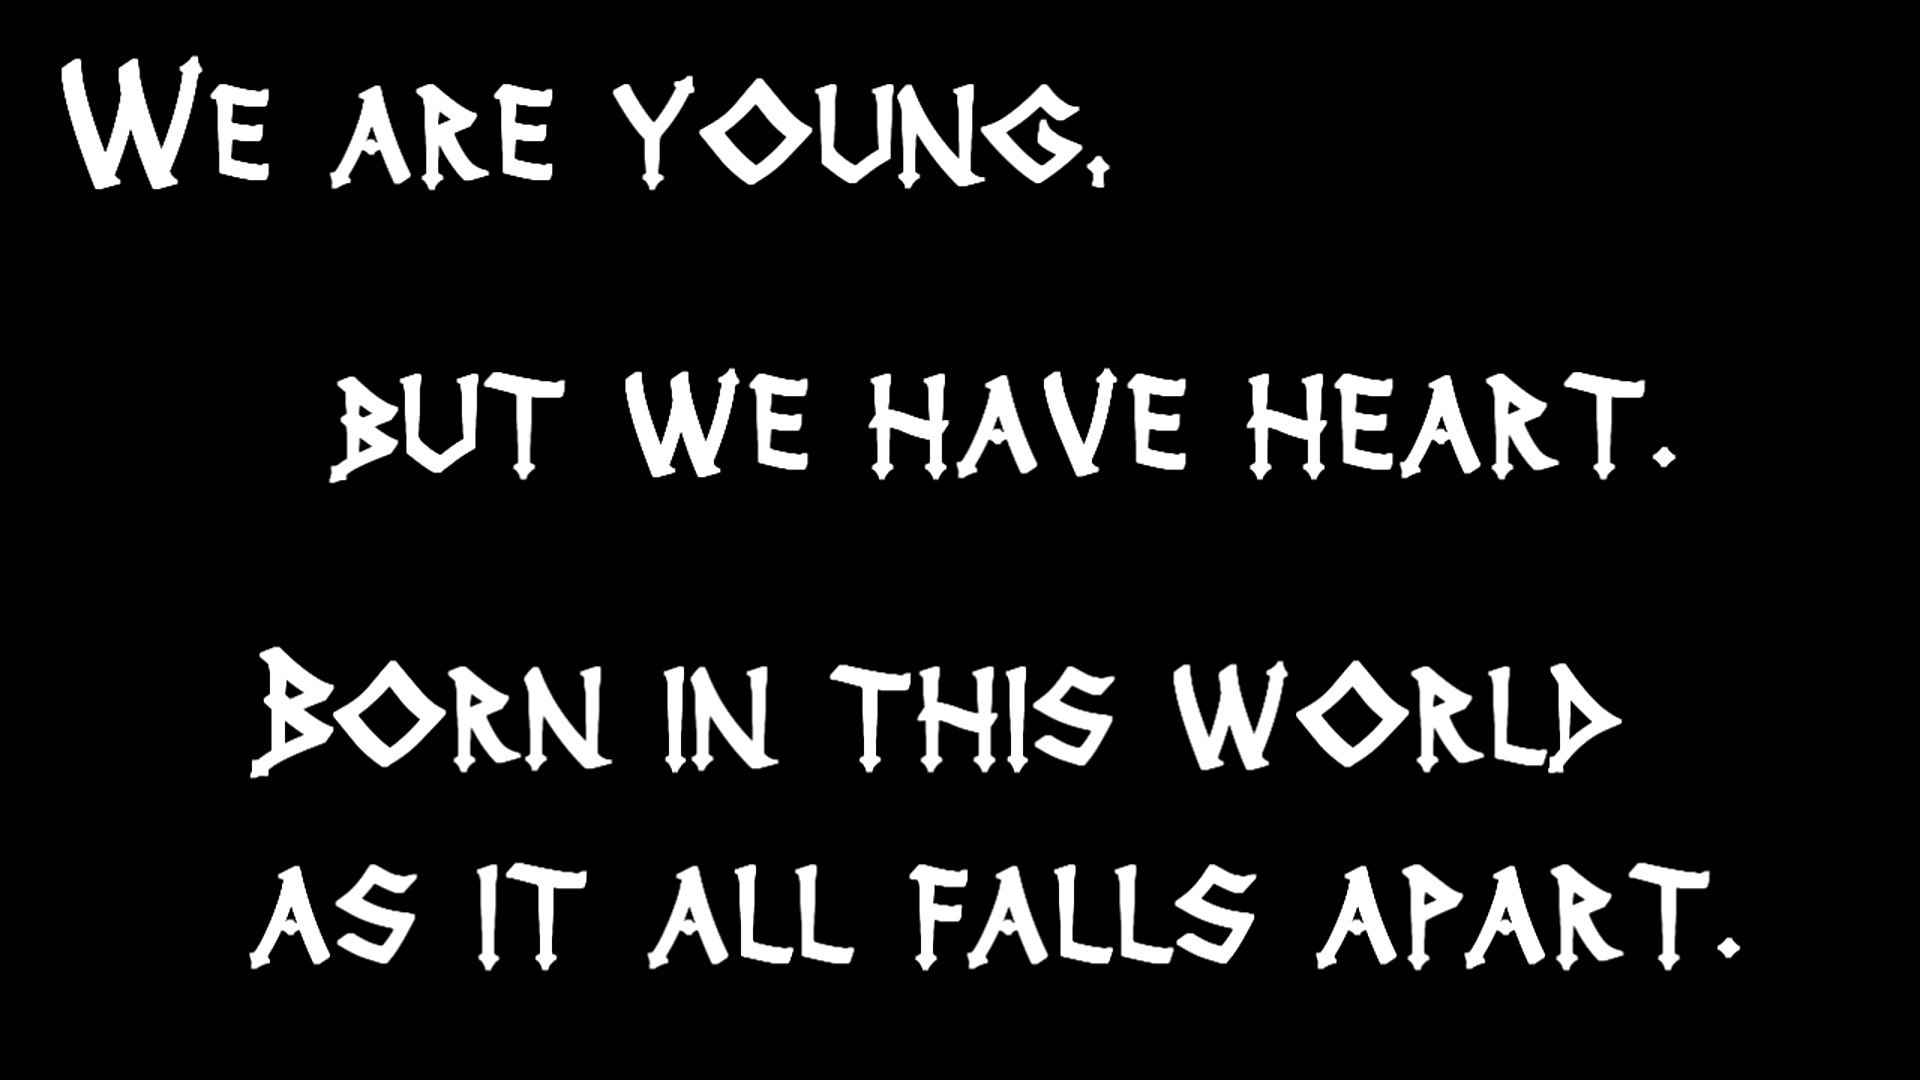 We are young,
but we have heart.
Born in this world
as it all falls apart.